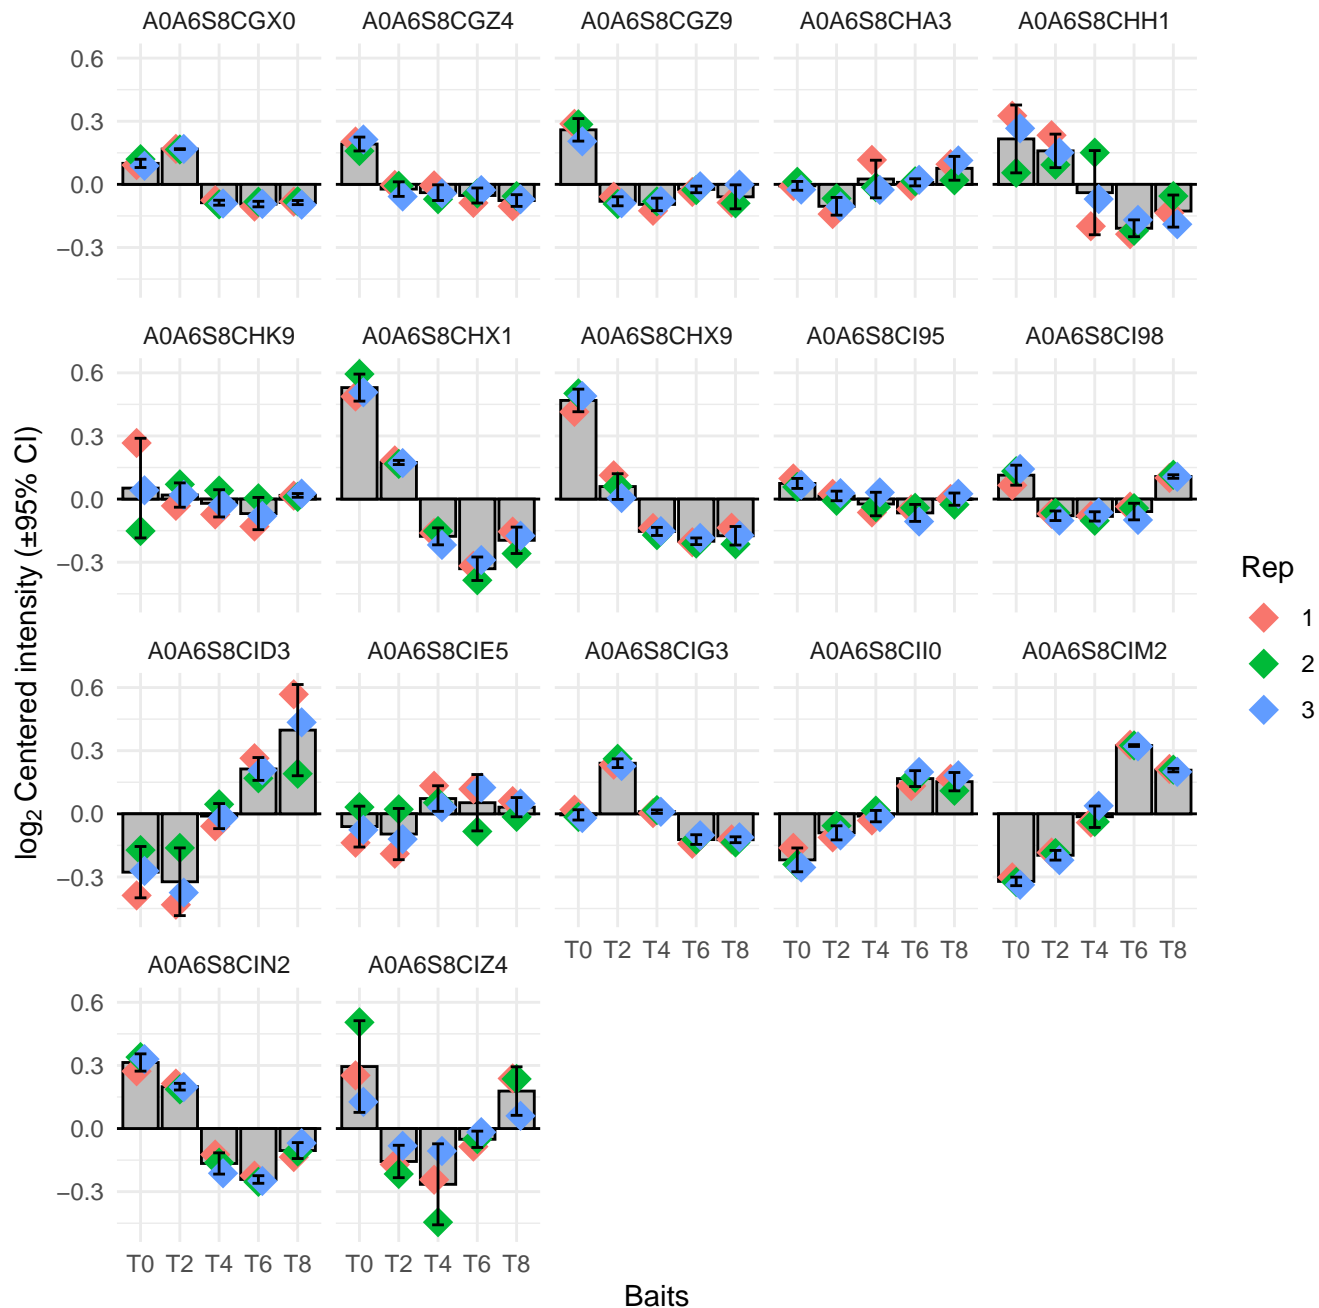 A0A6S8CGX0 A0A6S8CGZ4 A0A6S8CGZ9 A0A6S8CHA3 A0A6S8CHH1
0.6
0.3
0.0
−0.3
A0A6S8CHK9 A0A6S8CHX1 A0A6S8CHX9 A0A6S8CI95 A0A6S8CI98
0.6
0.3
0.0
−0.3
A0A6S8CID3 A0A6S8CIE5 A0A6S8CIG3 A0A6S8CII0 A0A6S8CIM2
0.6
0.3
0.0
−0.3
T0 T2 T4 T6 T8 T0 T2 T4 T6 T8 T0 T2 T4 T6 T8
A0A6S8CIN2 A0A6S8CIZ4
0.6
0.3
0.0
−0.3
T0 T2 T4 T6 T8 T0 T2 T4 T6 T8
Baits
log2 Centered intensity (±95% CI)
Rep
1
2
3